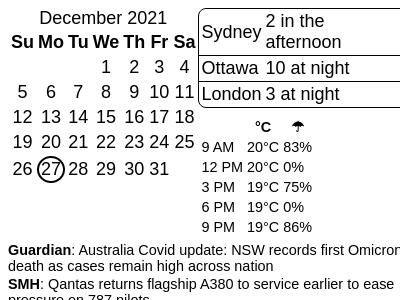 December 2021
Su Mo Tu We Th Fr Sa
1 2 3 4
5 6 7 8 9 10 11
12 13 14 15 16 17 18
19 20 21 22 23 24 25
26 27 28 29 30 31
Sydney 2 in the
afternoon
Ottawa 10 at night
London 3 at night
°C ☂
9 AM 20°C 83%
12 PM 20°C 0%
3 PM 19°C 75%
6 PM 19°C 0%
9 PM 19°C 86%
Guardian: Australia Covid update: NSW records first Omicron
death as cases remain high across nation
SMH: Qantas returns flagship A380 to service earlier to ease
pressure on 787 pilots